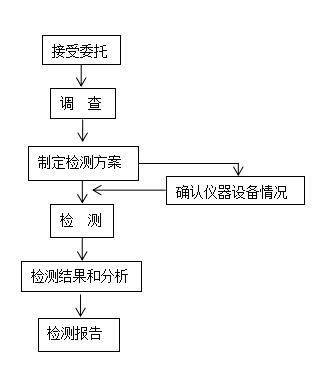 接受委托
调 查
制定检测方案
确认仪器设备情况
检 测
检测结果和分析
检测报告